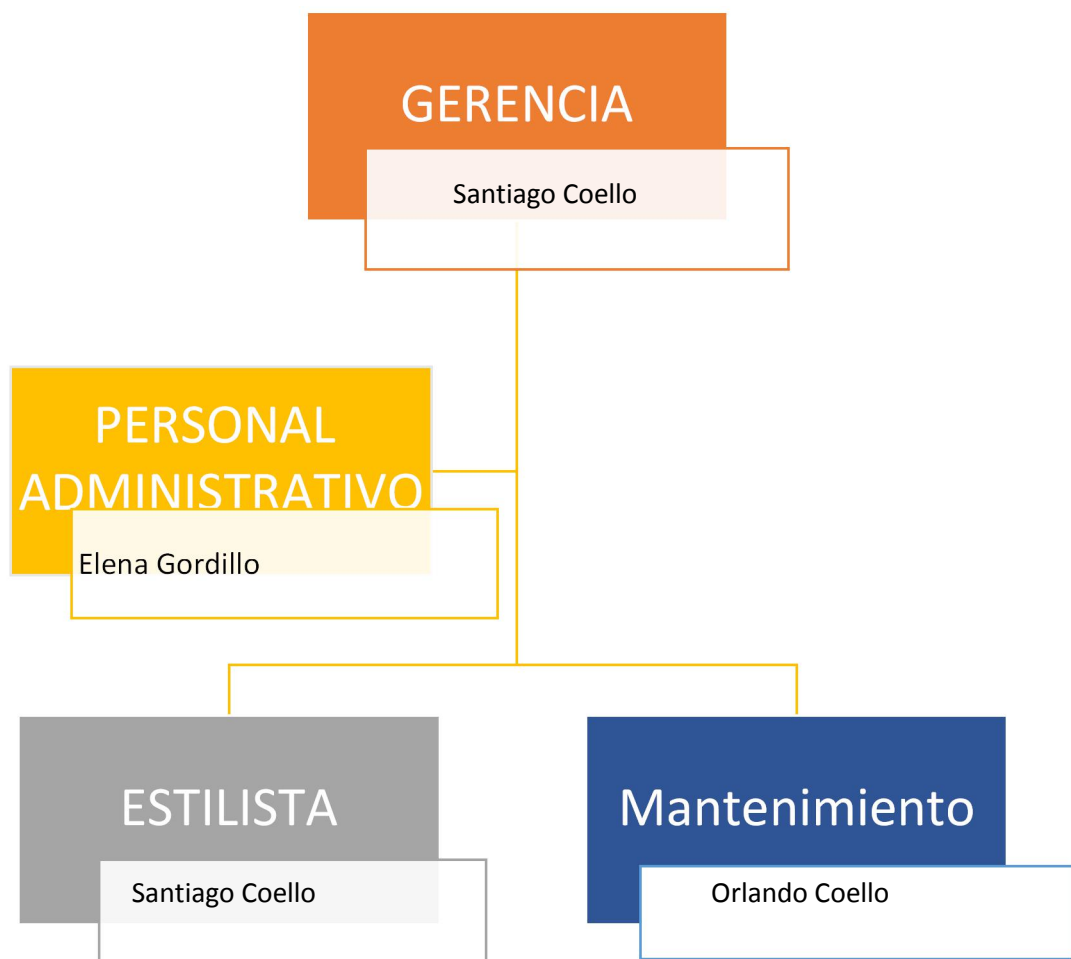 GERENCIA
Santiago Coello
PERSONAL
ADMINISTRATIVO
Elena Gordillo
ESTILISTA
Santiago Coello
Mantenimiento
Orlando Coello